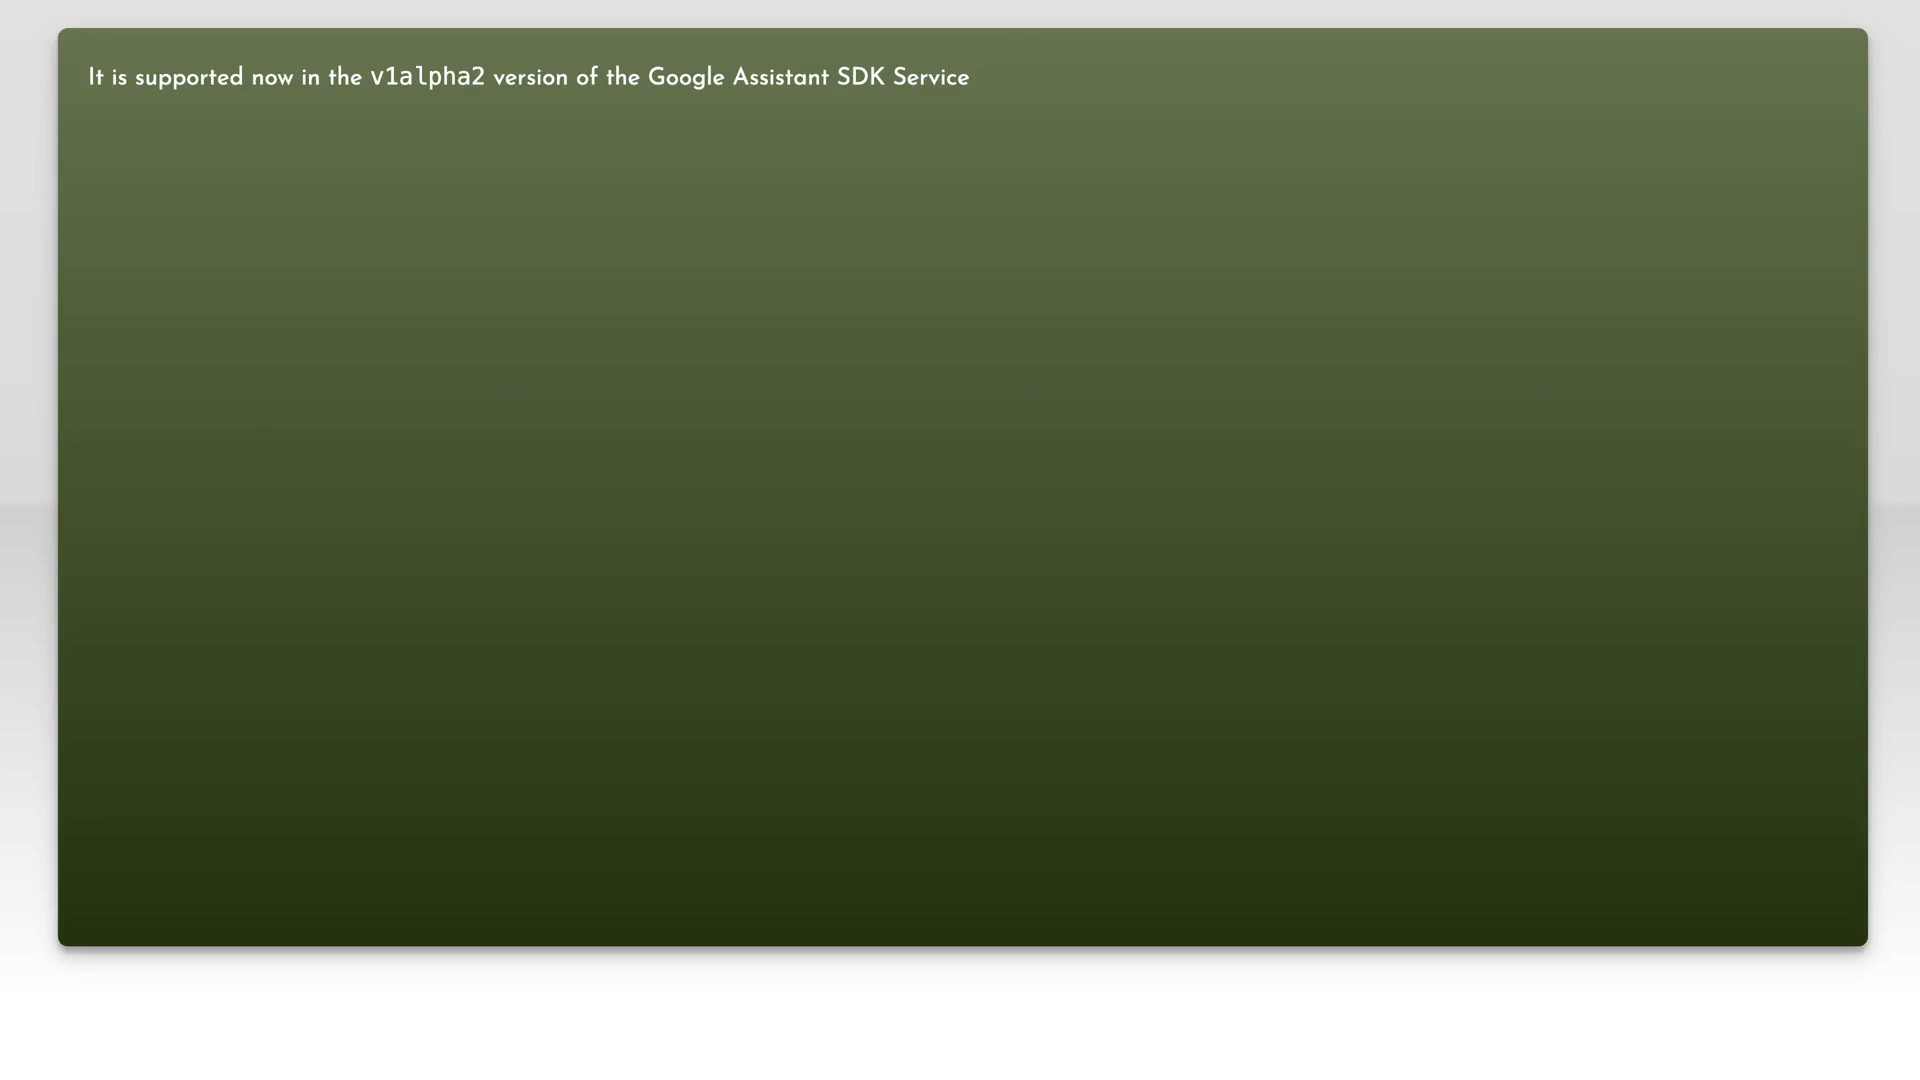 It is supported now in the v1alpha2 version of the Google Assistant SDK Service